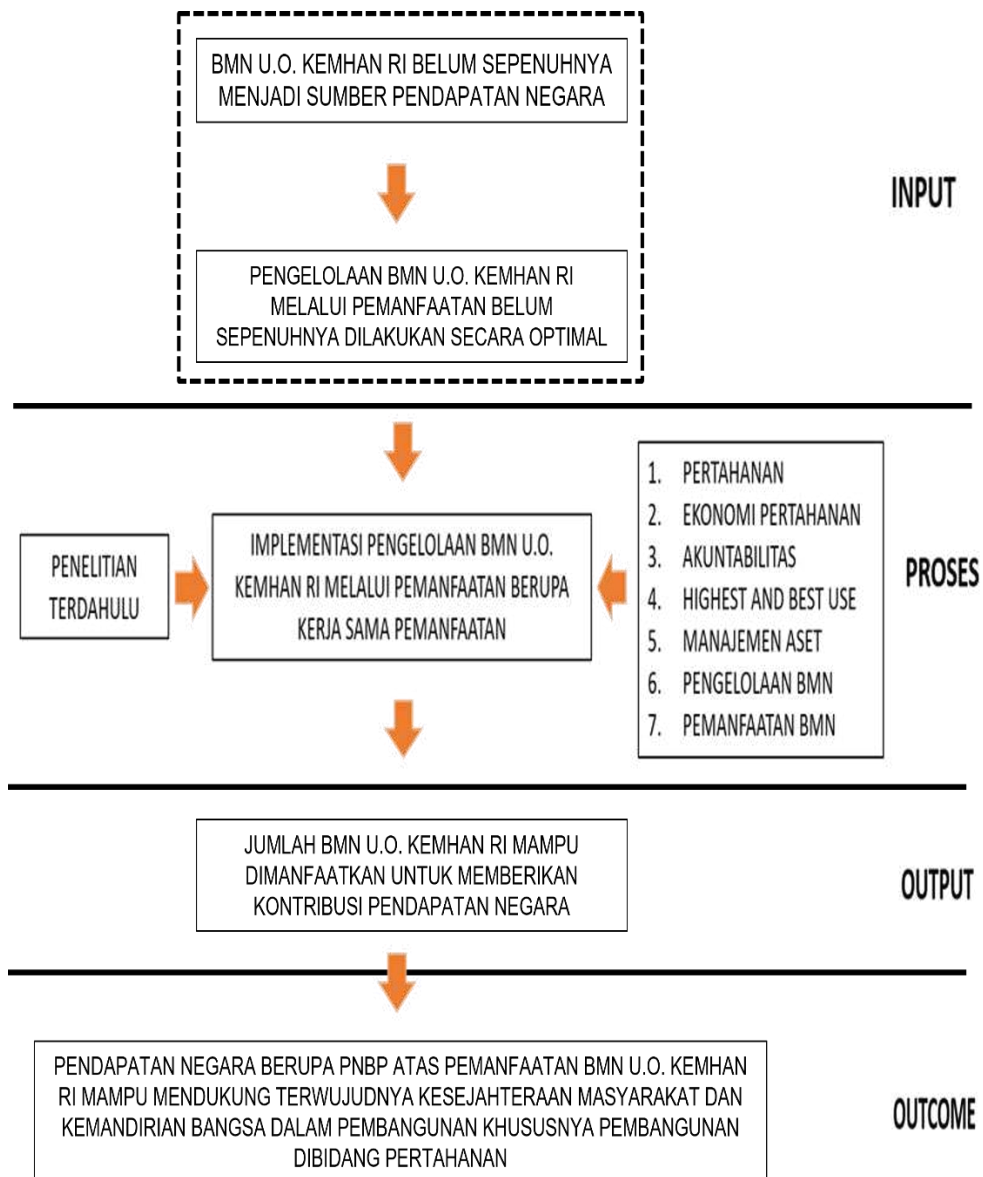 BMN U.O. KEMHAN RI BELUM SEPENUHNYA
MENJADI SUMBER PENDAPATAN NEGARA
INPUT
PENGELOLAAN BMN U.O. KEMHAN RI
MELALUI PEMANFAATAN BELUM
SEPENUHNYA DILAKUKAN SECARA OPTIMAL
PENELITIAN
TERDAHULU
IMPLEMENTASI PENGELOLAAN BMN U.O.
KEMHAN RI MELALUI PEMANFAATAN BERUPA
KERJA SAMA PEMANFAATAN
1. PERTAHANAN
2. EKONOMI PERTAHANAN
3. AKUNTABILITAS
4. HIGHEST AND BEST USE
5. MANAJEMEN ASET
6. PENGELOLAAN BMN
7. PEMANFAATAN BMN
PROSES
JUMLAH BMN U.O. KEMHAN RI MAMPU
DIMANFAATKAN UNTUK MEMBERIKAN
KONTRIBUSI PENDAPATAN NEGARA
OUTPUT
PENDAPATAN NEGARA BERUPA PNBP ATAS PEMANFAATAN BMN U.O. KEMHAN
RI MAMPU MENDUKUNG TERWUJUDNYA KESEJAHTERAAN MASYARAKAT DAN
KEMANDIRIAN BANGSA DALAM PEMBANGUNAN KHUSUSNYA PEMBANGUNAN
DIBIDANG PERTAHANAN
OUTCOME